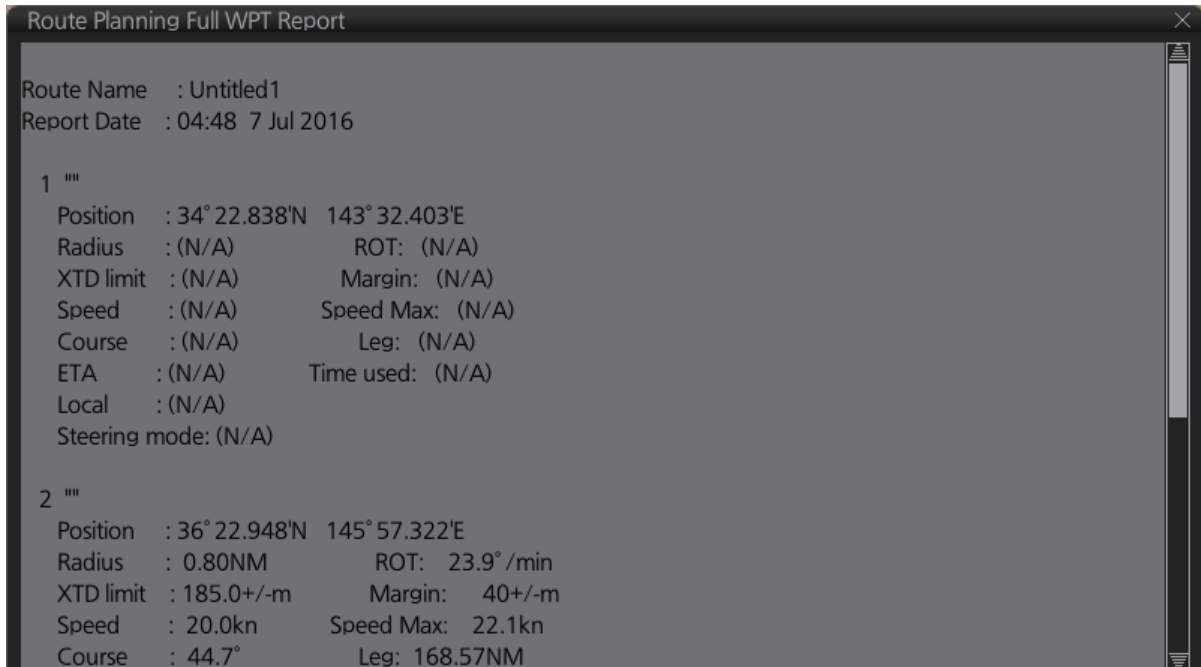 Route Planning Full WPT Report
Route Name : Untitled1
Report Date : 04:48 7 Jul 2016
1 ""
Position : 34°22.838'N 143°32.403'E
Radius : (N/A) ROT: (N/A)
XTD limit : (N/A) Margin: (N/A)
Speed : (N/A) Speed Max: (N/A)
Course : (N/A) Leg: (N/A)
ETA : (N/A) Time used: (N/A)
Local : (N/A)
Steering mode: (N/A)
2 ""
Position : 36°22.948'N 145°57.322'E
Radius : 0.80NM ROT: 23.9°/min
XTD limit : 185.0+/-m Margin: 40+/-m
Speed : 20.0kn Speed Max: 22.1kn
Course : 44.7° Leg: 168.57NM